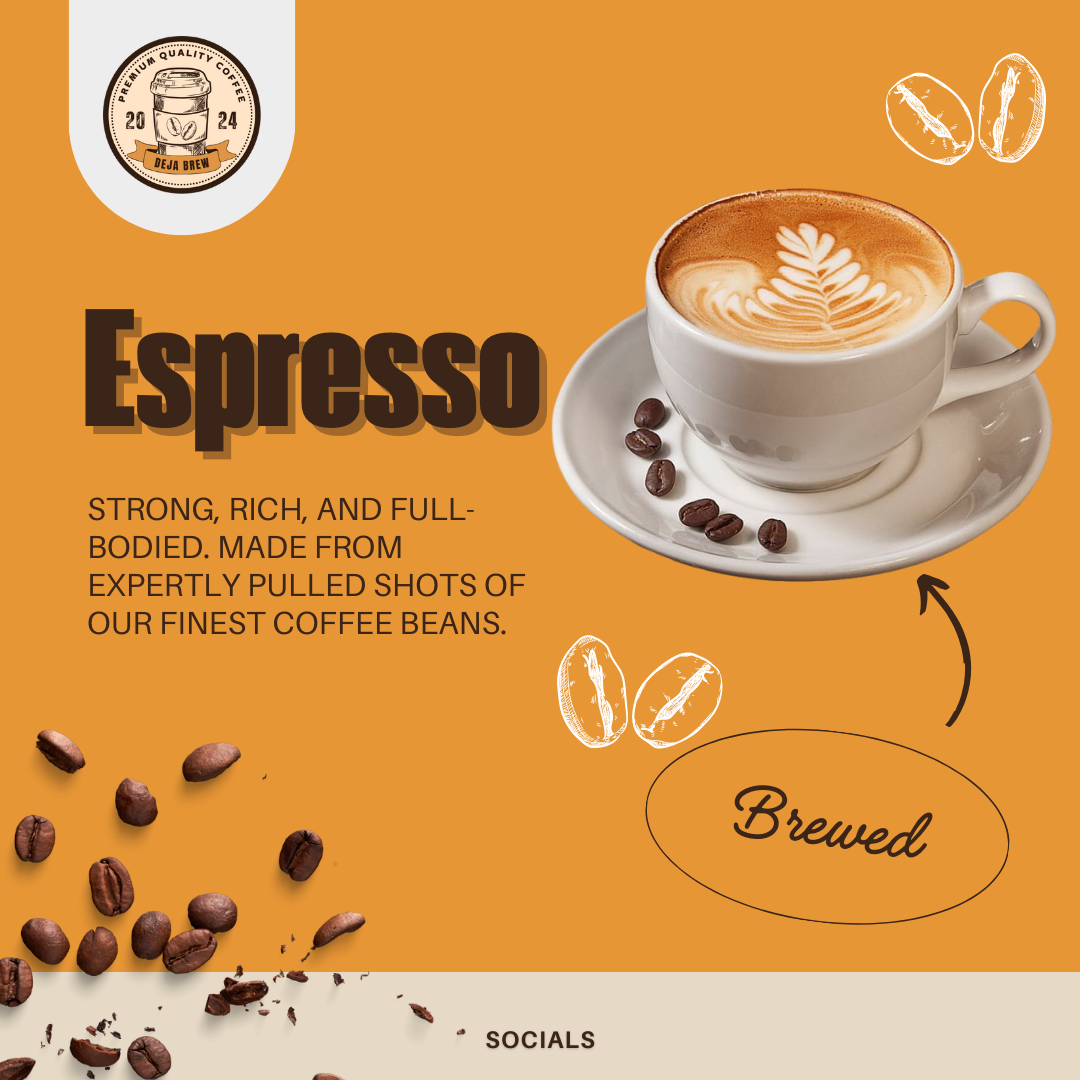 PREMIUM QUALITY COFFEE
20 24
DEJA BREW
Espresso
STRONG, RICH, AND FULL-
BODIED. MADE FROM
EXPERTLY PULLED SHOTS OF
OUR FINEST COFFEE BEANS.
Brewed
SOCIALS